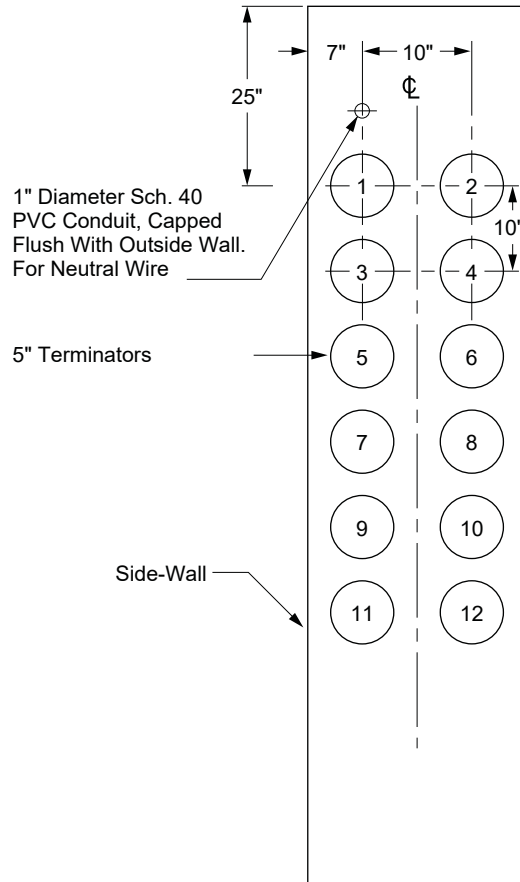 7"
10"
25"
℄
1" Diameter Sch. 40
PVC Conduit, Capped
Flush With Outside Wall.
For Neutral Wire
1
2
10"
3
4
5" Terminators
5
6
7
8
9
10
Side-Wall
11
12